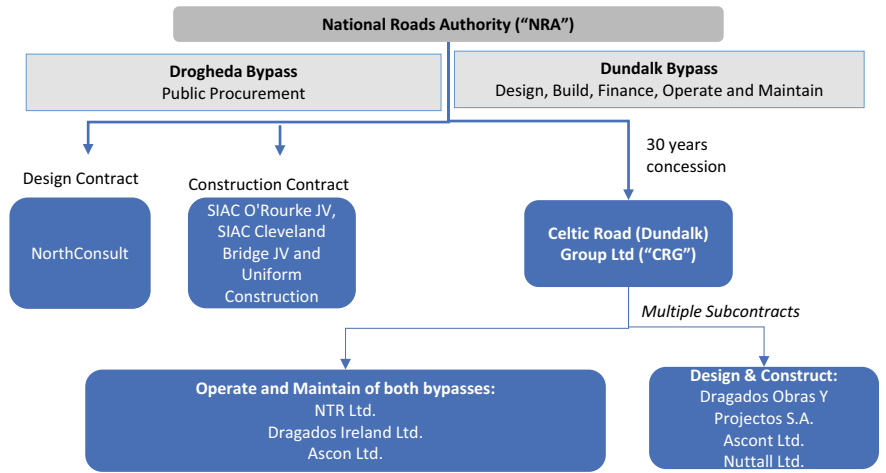 National Roads Authority (“NRA”)
Drogheda Bypass
Public Procurement
Dundalk Bypass
Design, Build, Finance, Operate and Maintain
30 years
concession
Design Contract
Construction Contract
NorthConsult
SIAC O'Rourke JV,
SIAC Cleveland
Bridge JV and
Uniform
Construction
Celtic Road (Dundalk)
Group Ltd (“CRG”)
Multiple Subcontracts
Operate and Maintain of both bypasses:
NTR Ltd.
Dragados Ireland Ltd.
Ascon Ltd.
Design & Construct:
Dragados Obras Y
Projectos S.A.
Ascont Ltd.
Nuttall Ltd.